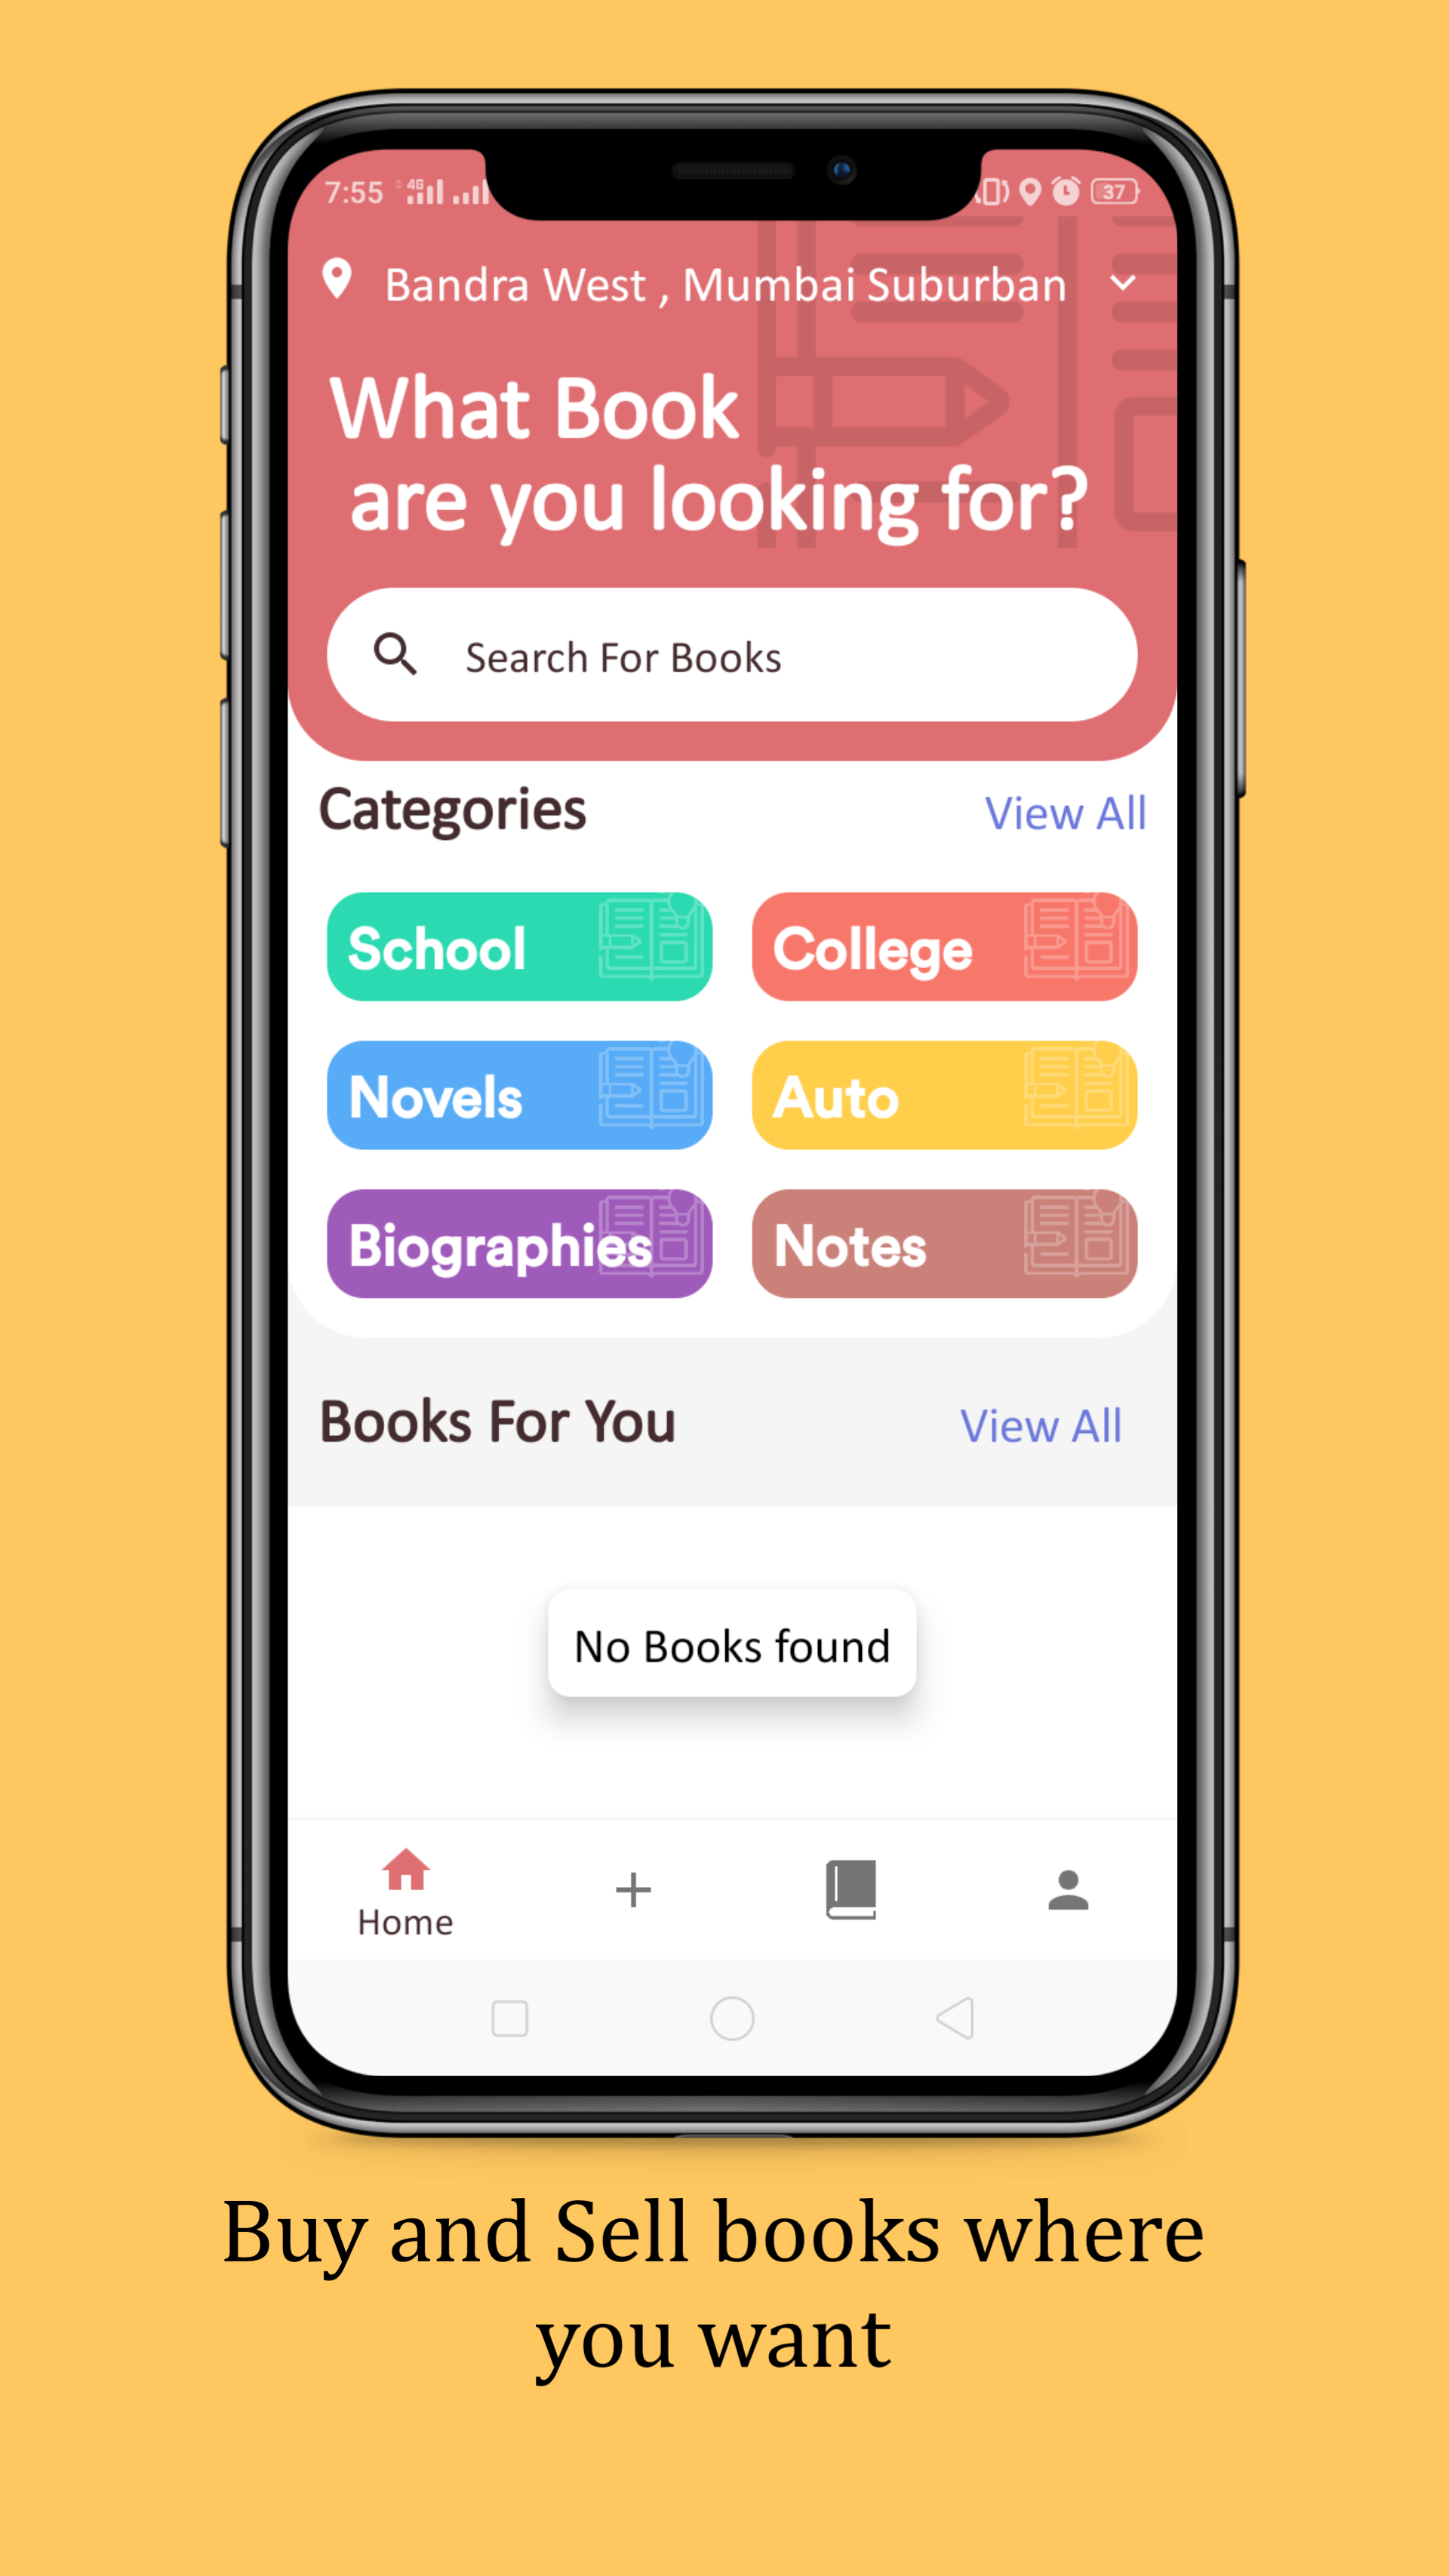 7:55 4G 37
Bandra West , Mumbai Suburban
What Book
are you looking for?
Search For Books
Categories View All
School College
Novels Auto
Biographies Notes
Books For You View All
No Books found
Home
Buy and Sell books where
you want